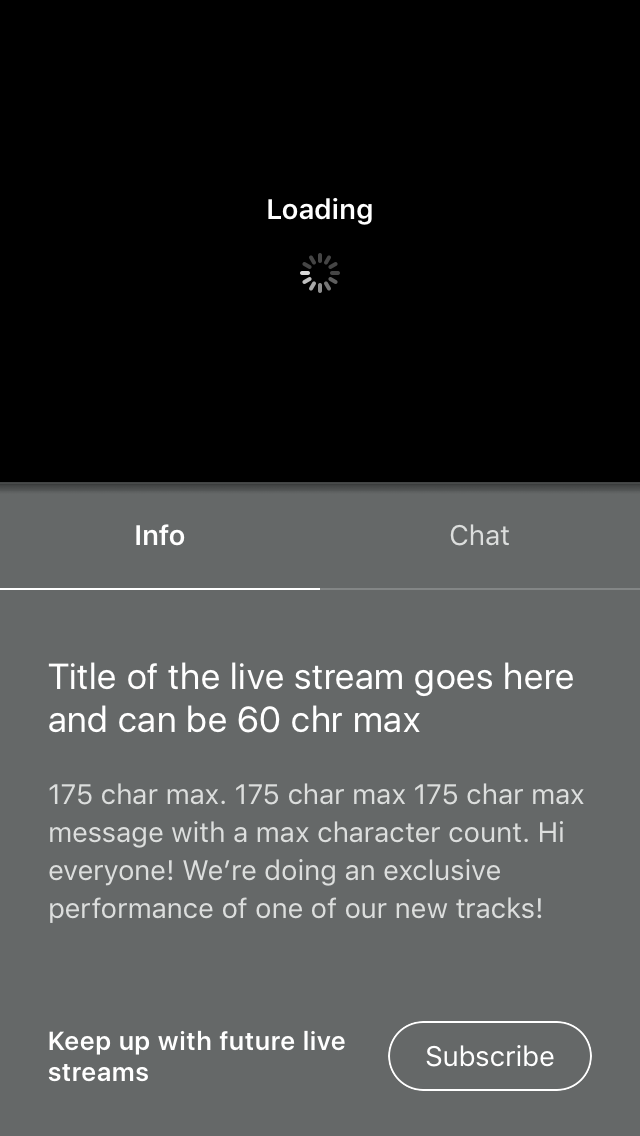 Loading
Info
Chat
Title of the live stream goes here
and can be 60 chr max
175 char max. 175 char max 175 char max
message with a max character count. Hi
everyone! We’re doing an exclusive
performance of one of our new tracks!
Keep up with future live
streams
Subscribe